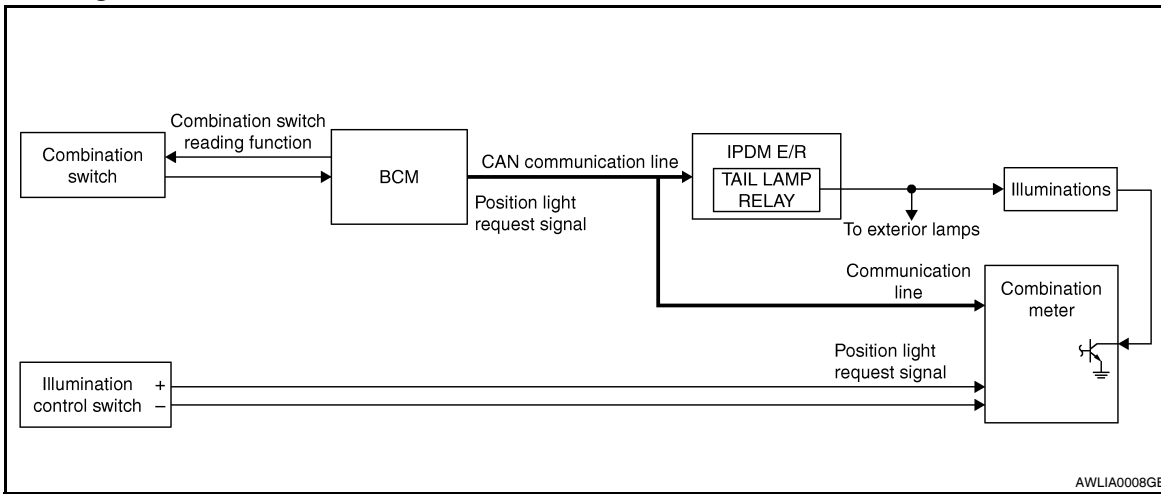 Combination switch
reading function
Combination
switch
BCM
CAN communication line
Position light
request signal
IPDM E/R
TAIL LAMP
RELAY
Illuminations
To exterior lamps
Communication
line
Combination
meter
Position light
request signal
Illumination +
control switch –
AWLIA0008GB